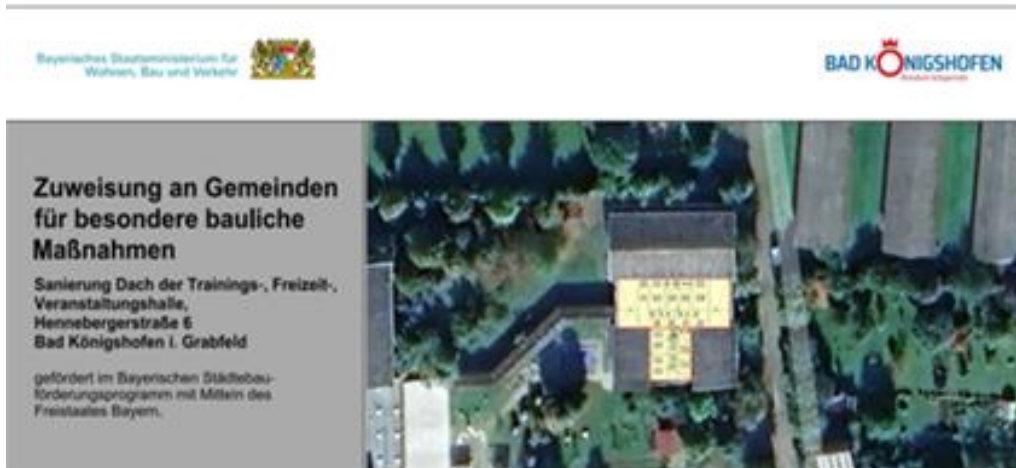 Bayerisches Staatsministerium für
Wohnen, Bau und Verkehr
BAD KÖNIGSHOFEN
Zuweisung an Gemeinden
für besondere bauliche
Maßnahmen
Sanierung Dach der Trainings-, Freizeit-,
Veranstaltungshalle,
Hennebergerstraße 6
Bad Königshofen i. Grabfeld
gefördert im Bayerischen Städtebau-
förderungsprogramm mit Mitteln des
Freistaates Bayern.